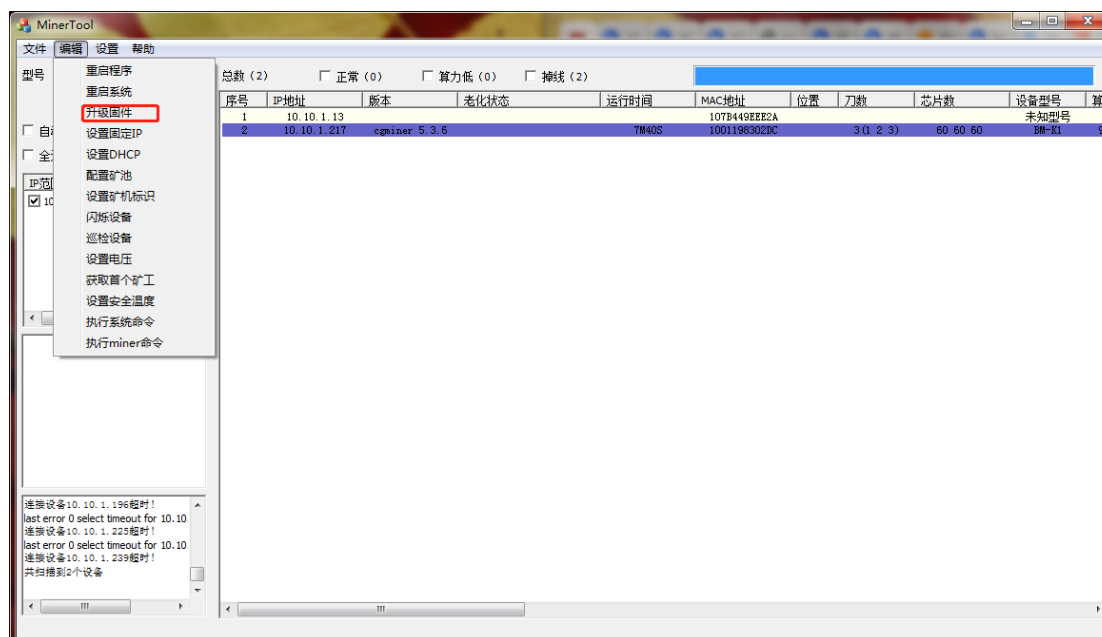 MinerTool
文件 编辑 设置 帮助
型号
重启程序
重启系统
升级固件
设置固定IP
设置DHCP
配置矿池
设置矿机标识
闪烁设备
巡检设备
设置电压
获取首个矿工
设置安全温度
执行系统命令
执行miner命令
总数 (2) 正常 (0) 算力低 (0) 掉线 (2)
序号 IP地址 版本 老化状态 运行时间 MAC地址 位置 刀数 芯片数 设备型号
1 10.10.1.13 107B449EEE2A 未知型号
2 10.10.1.217 cgminer 5.3.6 7M40S 1001198302DC 3(1 2 3) 60 60 60 BM-K1
IP范
10
连接设备10.10.1.196超时!
last error 0 select timeout for 10.10
连接设备10.10.1.225超时!
last error 0 select timeout for 10.10
连接设备10.10.1.239超时!
共扫描到2个设备